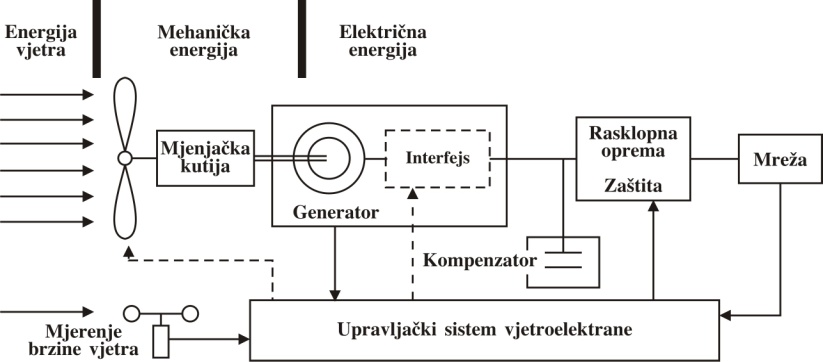 Energija
vjetra
Mehanička
energija
Električna
energija
Mjenjačka
kutija
Generator
Interfejs
Rasklopna
oprema
Zaštita
Mreža
Kompenzator
Mjerenje
brzine vjetra
Upravljački sistem vjetroelektrane